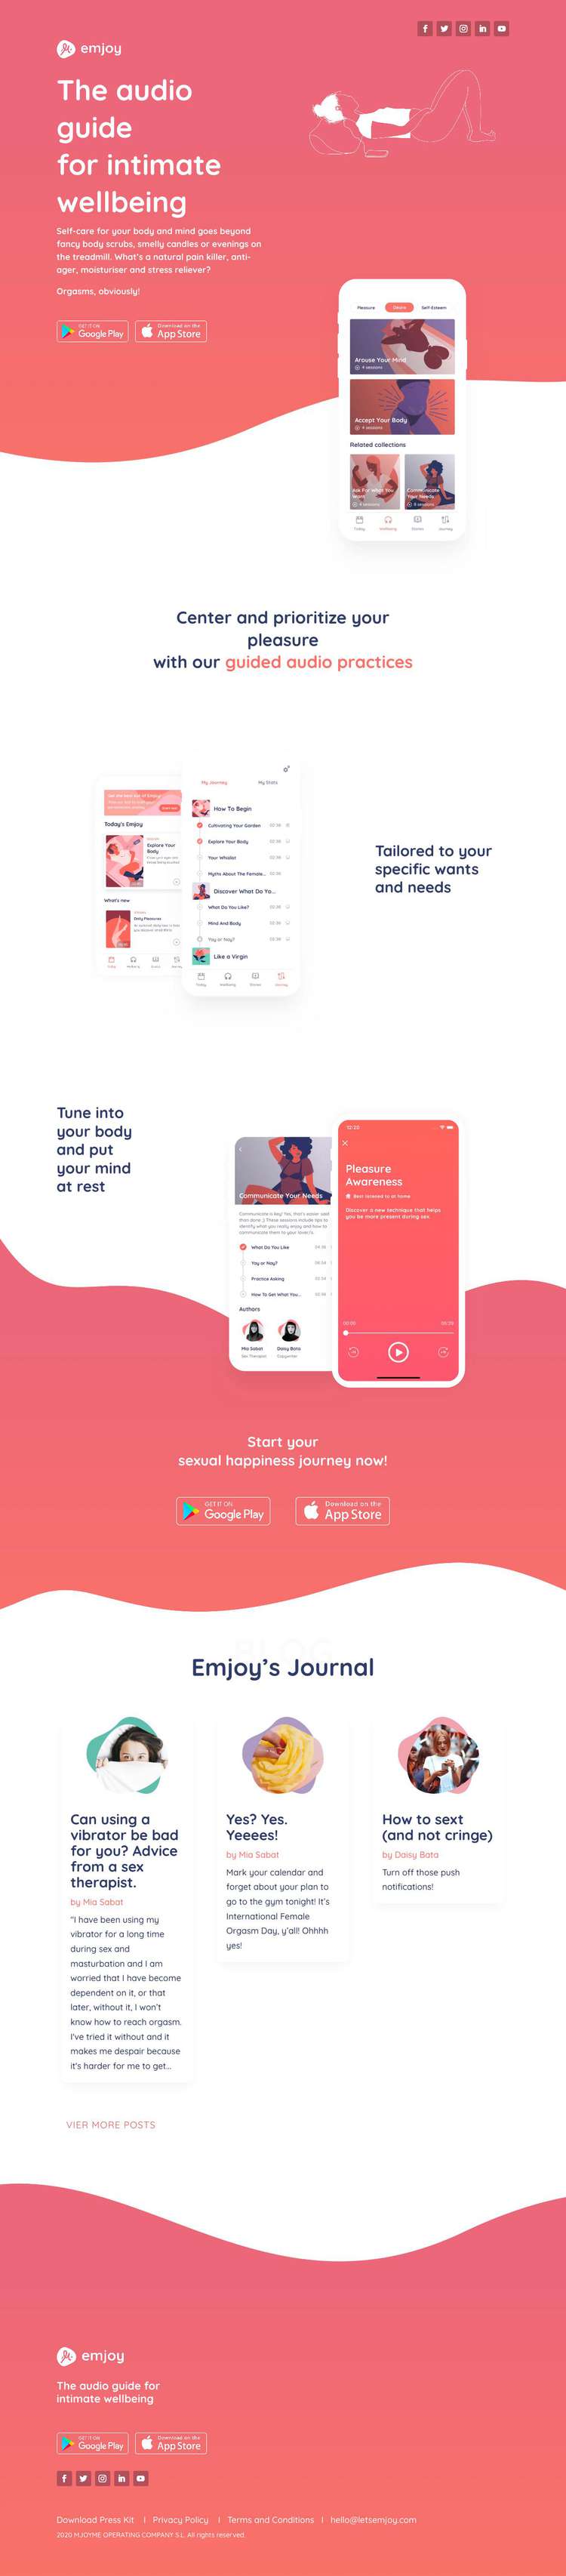 emjoy
The audio
guide
for intimate
wellbeing
Self-care for your body and mind goes beyond
fancy body scrubs, smelly candles or evenings on
the treadmill. What's a natural pain killer, anti-
ager, moisturiser and stress reliever?
Orgasms, obviously!
GET IT ON
Google Play
Download on the
App Store
Pleasure
Desire
Self-Esteem
Arouse Your Mind
4 sessions
Accept Your Body
4 sessions
Related collections
Ask For What You
Want
4 sessions
Communicate
Your Needs
Today
Wellbeing
Stories
Journey
Center and prioritize your
pleasure
with our guided audio practices
Today's Emjoy
Explore Your
Body
What's new
Daily Pleasures
My Journey
My Stats
How To Begin
Cultivating Your Garden
Explore Your Body
Your Whislist
Myths About The Female...
Discover What Do Yo...
What Do You Like?
Mind And Body
Yay or Nay?
Like a Virgin
Today
Wellbeing
Stories
Journey
Tailored to your
specific wants
and needs
Tune into
your body
and put
your mind
at rest
Communicate Your Needs
What Do You Like
Yay or Nay?
Practice Asking
How To Get What You...
Authors
Mia Sabat
Sex Therapist
Daisy Bata
Copywriter
Pleasure
Awareness
Best listened to at home
Discover a new technique that helps
you be more present during sex.
Start your
sexual happiness journey now!
GET IT ON
Google Play
Download on the
App Store
BLOG
Emjoy's Journal
Can using a
vibrator be bad
for you? Advice
from a sex
therapist.
by Mia Sabat
"I have been using my
vibrator for a long time
during sex and
masturbation and I am
worried that I have become
dependent on it, or that
later, without it, I won't
know how to reach orgasm.
I've tried it without and it
makes me despair because
it's harder for me to get...
Yes? Yes.
Yeeees!
by Mia Sabat
Mark your calendar and
forget about your plan to
go to the gym tonight! It's
International Female
Orgasm Day, y'all! Ohhhh
yes!
How to sext
(and not cringe)
by Daisy Bata
Turn off those push
notifications!
VIER MORE POSTS
emjoy
The audio guide for
intimate wellbeing
GET IT ON
Google Play
Download on the
App Store
Download Press Kit | Privacy Policy | Terms and Conditions | hello@letsemjoy.com
2020 MJOYME OPERATING COMPANY S.L. All rights reserved.